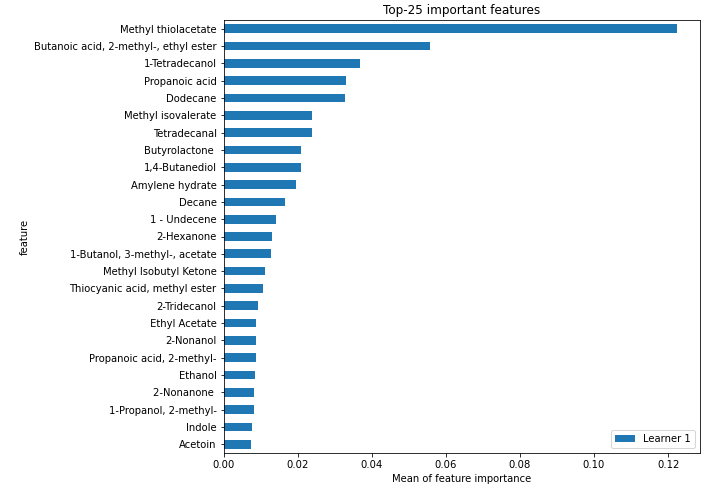 Top-25 important features
Methyl thiolacetate
Butanoic acid, 2-methyl-, ethyl ester
1-Tetradecanol
Propanoic acid
Dodecane
Methyl isovalerate
Tetradecanal
Butyrolactone
1,4-Butanediol
Amylene hydrate
Decane
1 - Undecene
2-Hexanone
1-Butanol, 3-methyl-, acetate
Methyl Isobutyl Ketone
Thiocyanic acid, methyl ester
2-Tridecanol
Ethyl Acetate
2-Nonanol
Propanoic acid, 2-methyl-
Ethanol
2-Nonanone
1-Propanol, 2-methyl-
Indole
Acetoin
feature
Learner 1
0.00 0.02 0.04 0.06 0.08 0.10 0.12
Mean of feature importance